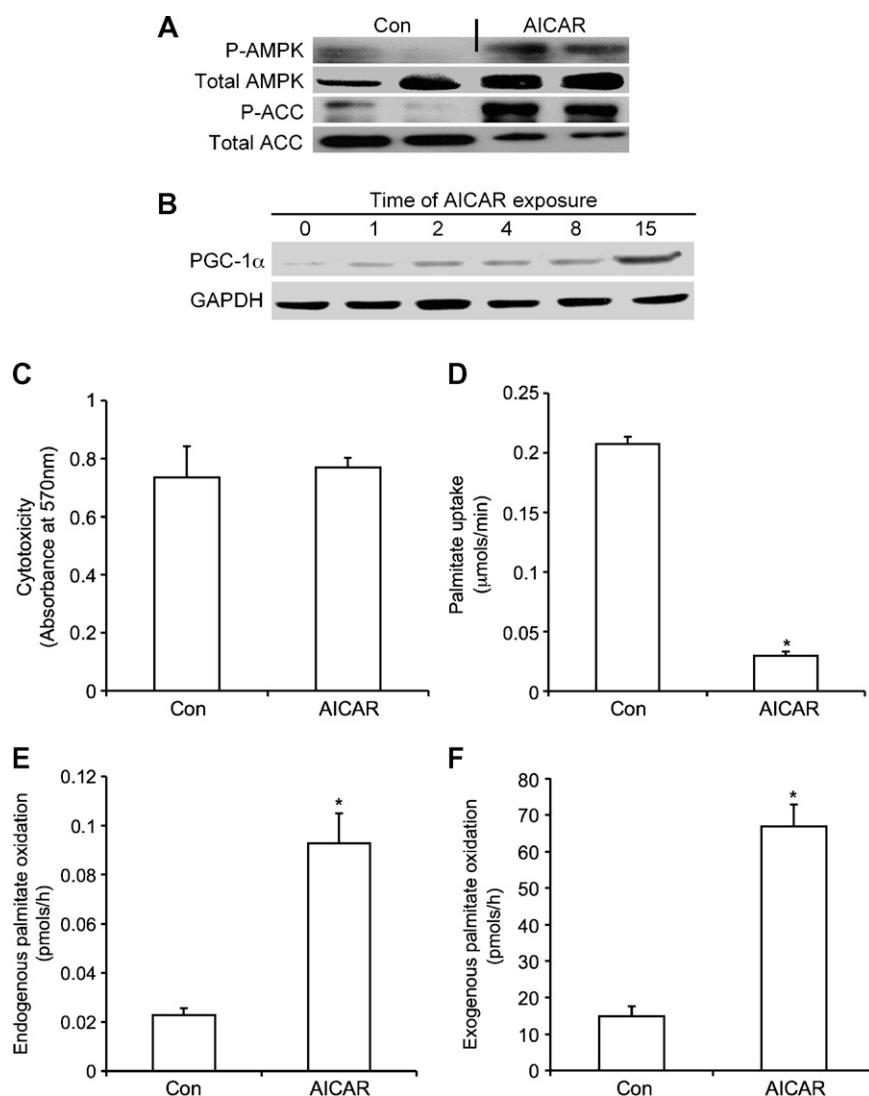 A
Con
AICAR
P-AMPK
Total AMPK
P-ACC
Total ACC
B
Time of AICAR exposure
0 1 2 4 8 15
PGC-1α
GAPDH
C
Cytotoxicity
(Absorbance at 570nm)
1
0.8
0.6
0.4
0.2
0
Con AICAR
D
Palmitate uptake
(μmols/min)
0.25
0.2
0.15
0.1
0.05
0
*
Con AICAR
E
Endogenous palmitate oxidation
(pmols/h)
0.12
0.1
0.08
0.06
0.04
0.02
0
*
Con AICAR
F
Exogenous palmitate oxidation
(pmols/h)
80
70
60
50
40
30
20
10
0
*
Con AICAR